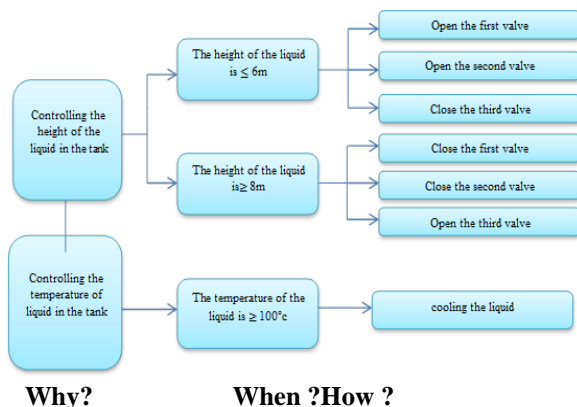 Controlling the
height of the
liquid in the tank
The height of the liquid
is ≤ 6m
Open the first valve
Open the second valve
Close the third valve
The height of the liquid
is≥ 8m
Close the first valve
Close the second valve
Open the third valve
Controlling the
temperature of
liquid in the tank
The temperature of the
liquid is ≥ 100°c
cooling the liquid
Why? When ?How ?